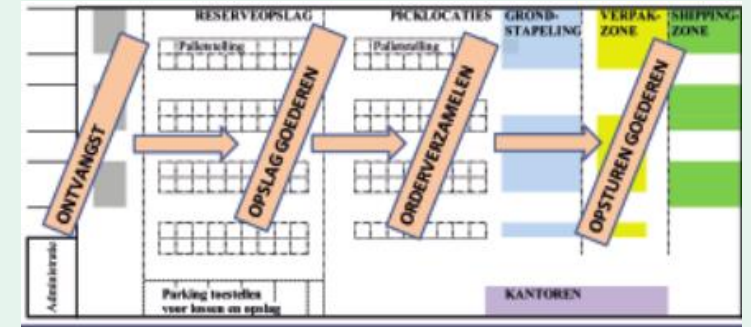 RESERVEOPSLAG
PICKLOCATIES
GROND-
STAPELING
VERPAK-
ZONE
SHIPPING-
ZONE
Palletstelling
Palletstelling
ONTVANGST
OPSLAG GOEDEREN
ORDERVERZAMELEN
OPSTUREN GOEDEREN
Administratie
Parking toestellen
voor lossen en opslag
KANTOREN